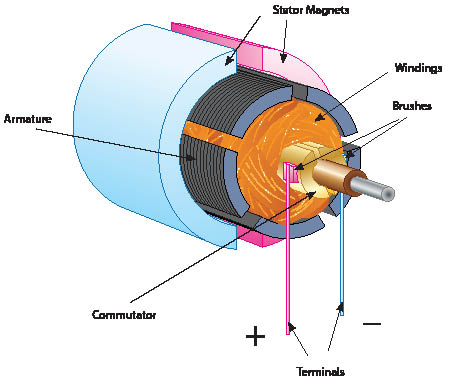 Stator Magnets
Windings
Brushes
Armature
Commutator
+
—
Terminals